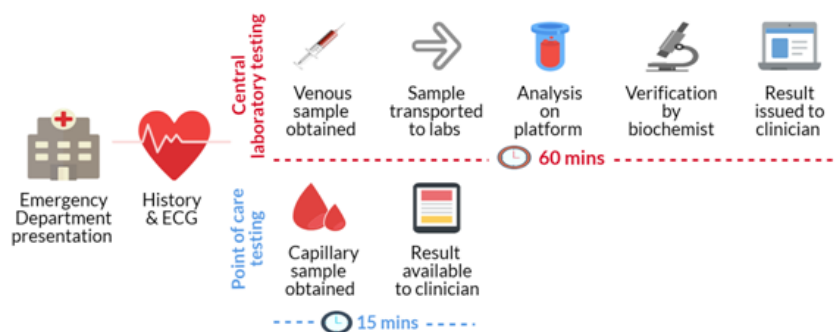 Emergency
Department
presentation
History
& ECG
Central
laboratory testing
Venous
sample
obtained
Sample
transported
to labs
Analysis
on
platform
Verification
by
biochemist
Result
issued to
clinician
60 mins
Point of care
testing
Capillary
sample
obtained
Result
available
to clinician
15 mins